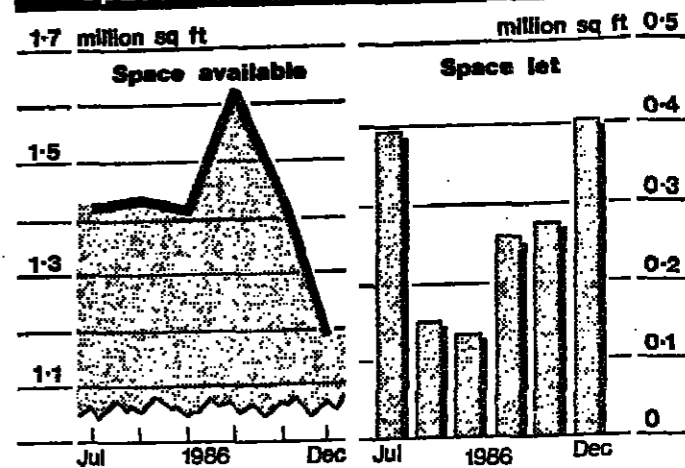 1·7 million sq ft
Space available
1·5
1·3
1·1
Jul 1986 Dec
million sq ft 0·5
Space let
0·4
0·3
0·2
0·1
0
Jul 1986 Dec